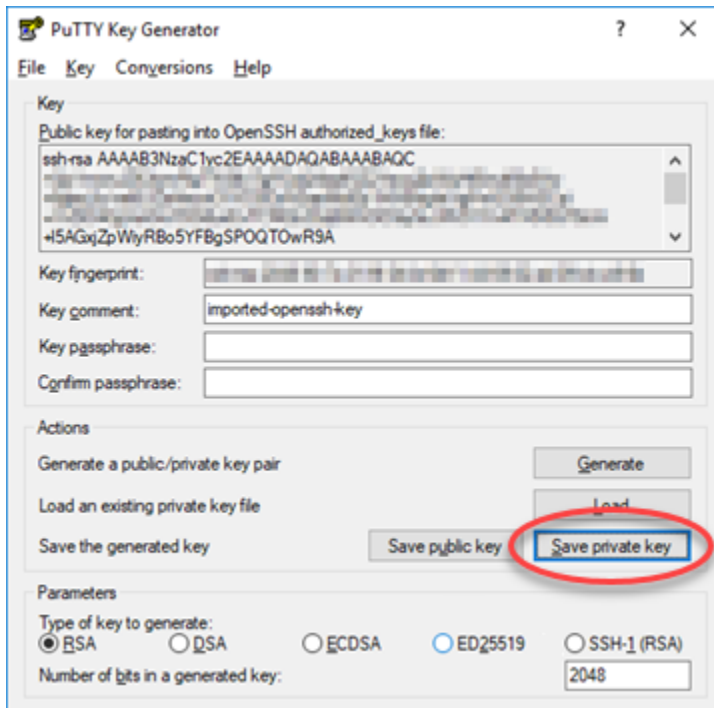 PuTTY Key Generator ? ×
File Key Conversions Help
Key
Public key for pasting into OpenSSH authorized_keys file:
ssh-rsa AAAAB3NzaC1yc2EAAAADAQABAAABAQC
+I5AGxjZpWiyRBo5YFBgSPOQTOwR9A
Key fingerprint:
Key comment: imported-openssh-key
Key passphrase:
Confirm passphrase:
Actions
Generate a public/private key pair Generate
Load an existing private key file Load
Save the generated key Save public key Save private key
Parameters
Type of key to generate:
RSA DSA ECDSA ED25519 SSH-1 (RSA)
Number of bits in a generated key: 2048